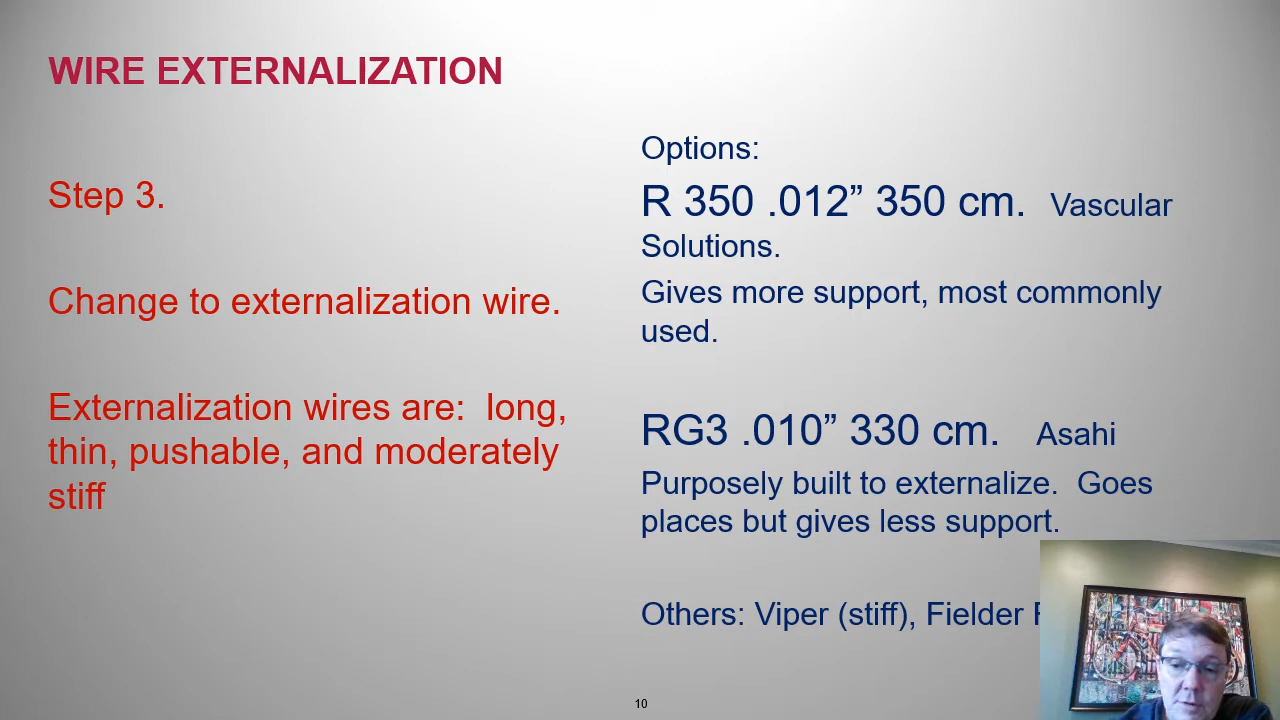 WIRE EXTERNALIZATION
Step 3.
Change to externalization wire.
Externalization wires are: long,
thin, pushable, and moderately
stiff
Options:
R 350 .012” 350 cm. Vascular
Solutions.
Gives more support, most commonly
used.
RG3 .010” 330 cm. Asahi
Purposely built to externalize. Goes
places but gives less support.
Others: Viper (stiff), Fielder
10